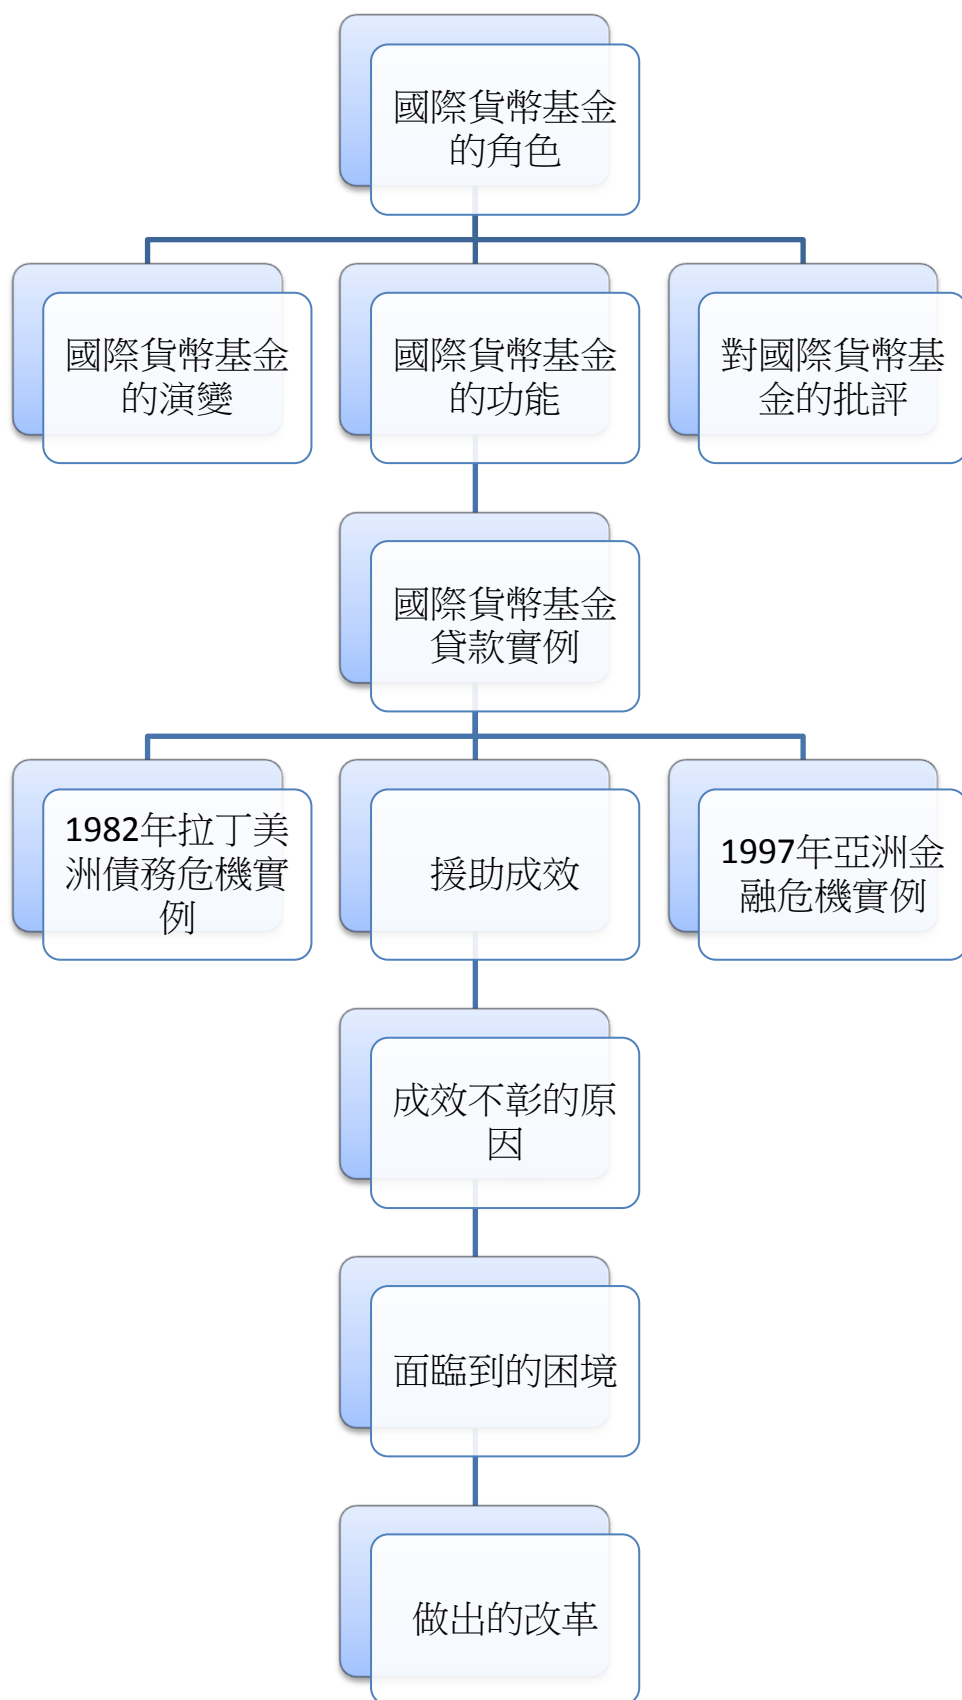 國際貨幣基金
的角色
國際貨幣基金
的演變
國際貨幣基金
的功能
對國際貨幣基
金的批評
國際貨幣基金
貸款實例
1982年拉丁美
洲債務危機實
例
援助成效
1997年亞洲金
融危機實例
成效不彰的原
因
面臨到的困境
做出的改革